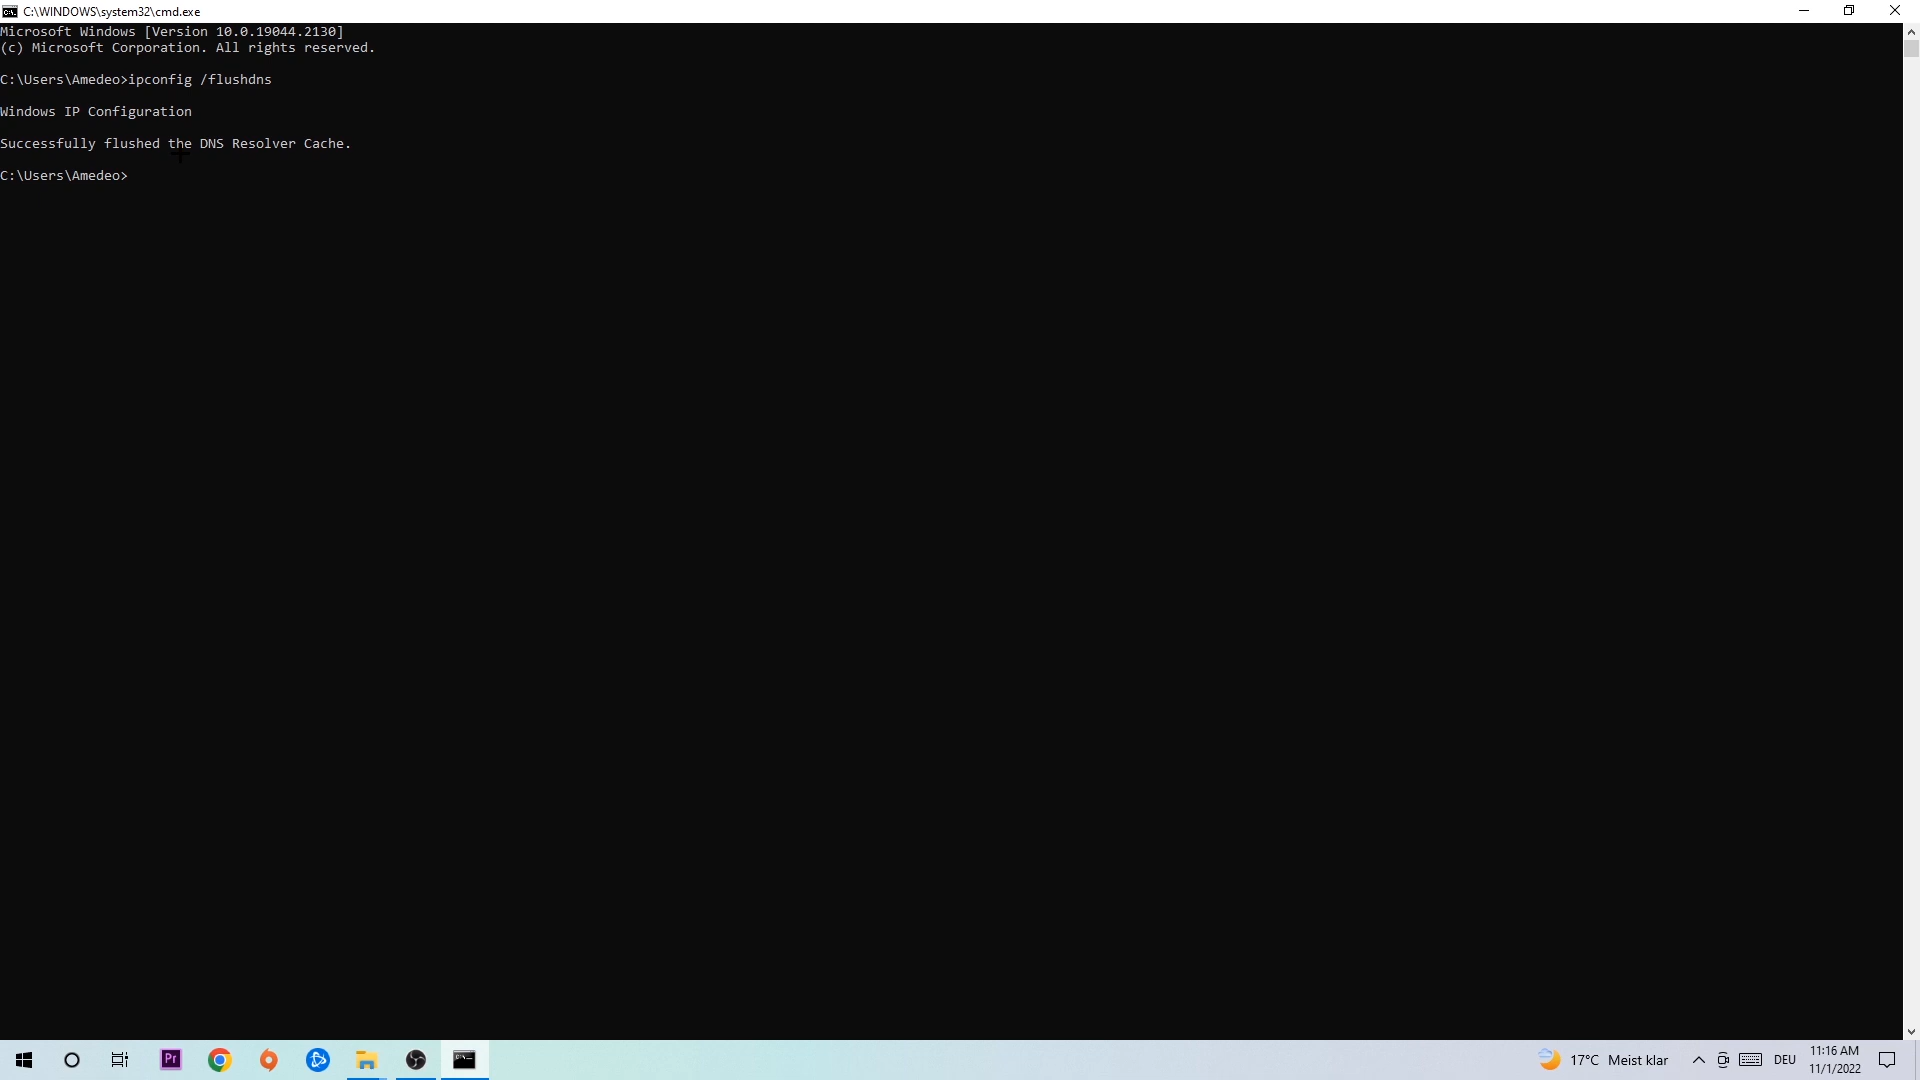 C:\WINDOWS\system32\cmd.exe
Microsoft Windows [Version 10.0.19044.2130]
(c) Microsoft Corporation. All rights reserved.
C:\Users\Amedeo>ipconfig /flushdns
Windows IP Configuration
Successfully flushed the DNS Resolver Cache.
C:\Users\Amedeo>
Pr
17°C Meist klar
DEU
11:16 AM
11/1/2022